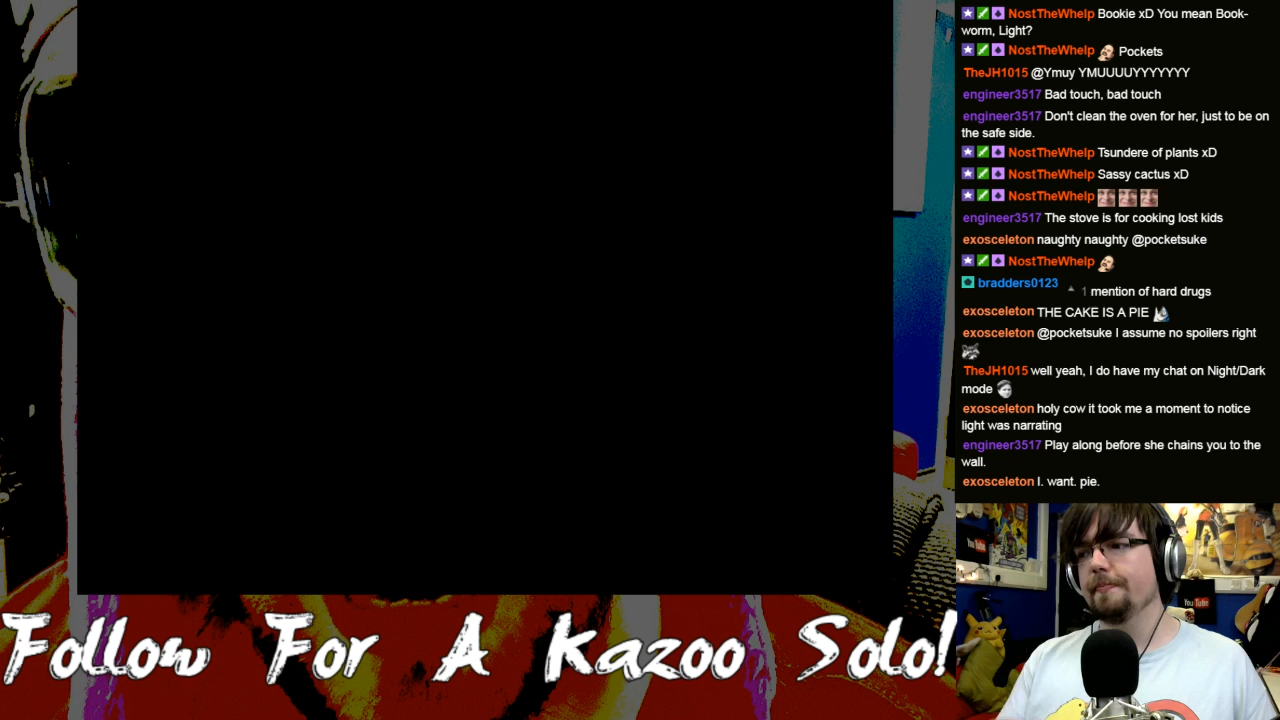 NostTheWhelp Bookie xD You mean Book-
worm, Light?
NostTheWhelp Pockets
TheJH1015 @Ymuy YMUUUUYYYYYYY
engineer3517 Bad touch, bad touch
engineer3517 Don't clean the oven for her, just to be on
the safe side.
NostTheWhelp Tsundere of plants xD
NostTheWhelp Sassy cactus xD
NostTheWhelp
engineer3517 The stove is for cooking lost kids
exosceleton naughty naughty @pocketsuke
NostTheWhelp
bradders0123 1 mention of hard drugs
exosceleton THE CAKE IS A PIE
exosceleton @pocketsuke I assume no spoilers right
TheJH1015 well yeah, I do have my chat on Night/Dark
mode
exosceleton holy cow it took me a moment to notice
light was narrating
engineer3517 Play along before she chains you to the
wall.
exosceleton I. want. pie.
You Tube
You Tube
Follow For A Kazoo Solo!